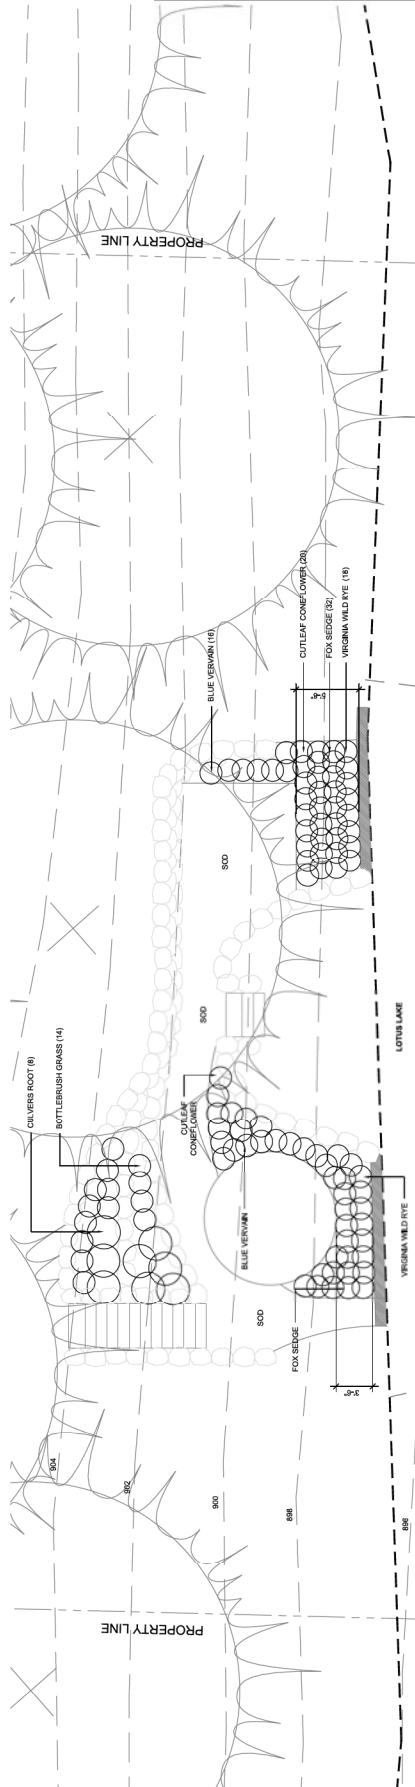 PROPERTY LINE
BLUE VERVAIN (16)
CUTLEAF CONEFLOWER (20)
FOX SEDGE (32)
VIRGINIA WILD RYE (18)
5'-6"
SOD
SOD
LOTUS LAKE
CULVERS ROOT (8)
BOTTLEBRUSH GRASS (14)
CUTLEAF
CONEFLOWER
BLUE VERVAIN
VIRGINIA WILD RYE
SOD
FOX SEDGE
3'-6"
904
902
900
898
896
PROPERTY LINE